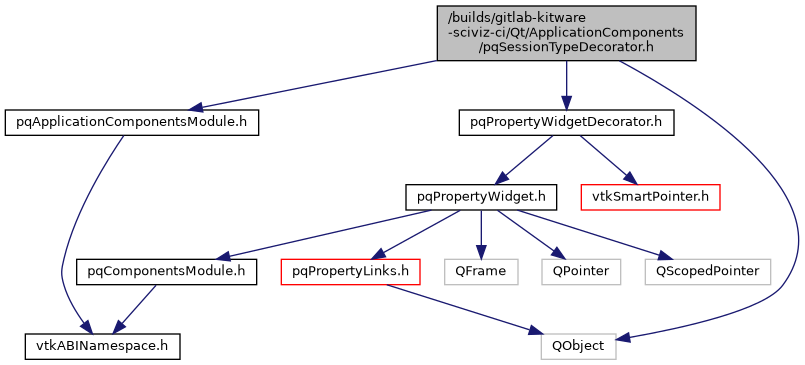 /builds/gitlab-kitware
-sciviz-ci/Qt/ApplicationComponents
/pqSessionTypeDecorator.h
pqApplicationComponentsModule.h
pqPropertyWidgetDecorator.h
pqPropertyWidget.h
vtkSmartPointer.h
pqComponentsModule.h
pqPropertyLinks.h
QFrame
QPointer
QScopedPointer
vtkABINamespace.h
QObject